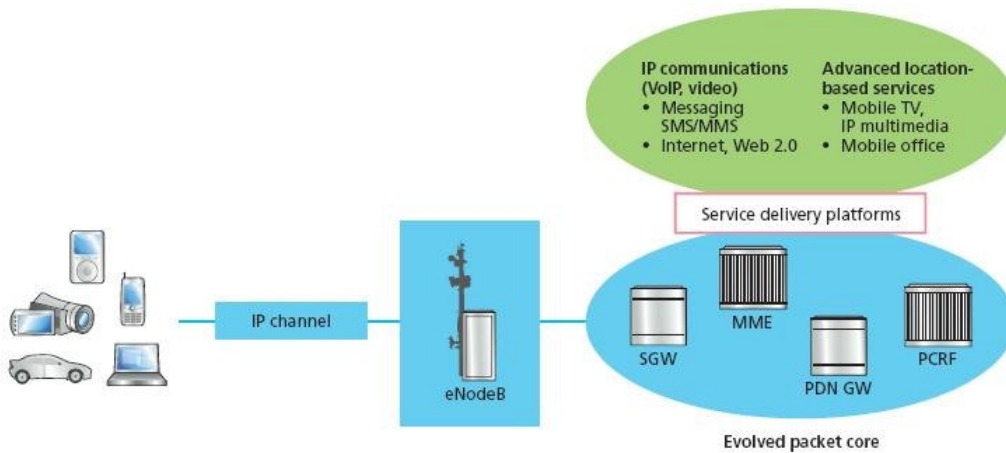 IP communications
(VoIP, video)
• Messaging
SMS/MMS
• Internet, Web 2.0
Advanced location-
based services
• Mobile TV,
IP multimedia
• Mobile office
Service delivery platforms
IP channel
eNodeB
SGW
MME
PDN GW
PCRF
Evolved packet core